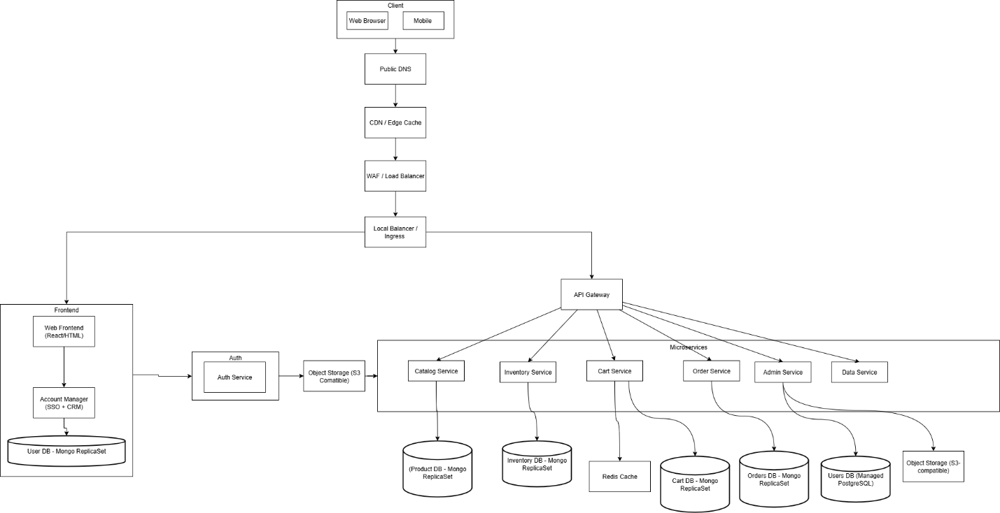 Client
Web Browser
Mobile
Public DNS
CDN / Edge Cache
WAF / Load Balancer
Local Balancer /
Ingress
API Gateway
Frontend
Web Frontend
(React/HTML)
Account Manager
(SSO + CRM)
User DB - Mongo ReplicaSet
Auth
Auth Service
Object Storage (S3
Comatible)
Microservices
Catalog Service
Inventory Service
Cart Service
Order Service
Admin Service
Data Service
(Product DB - Mongo
ReplicaSet
Inventory DB - Mongo
ReplicaSet
Redis Cache
Cart DB - Mongo
ReplicaSet
Orders DB - Mongo
ReplicaSet
Users DB (Managed
PostgreSQL)
Object Storage (S3-
compatible)